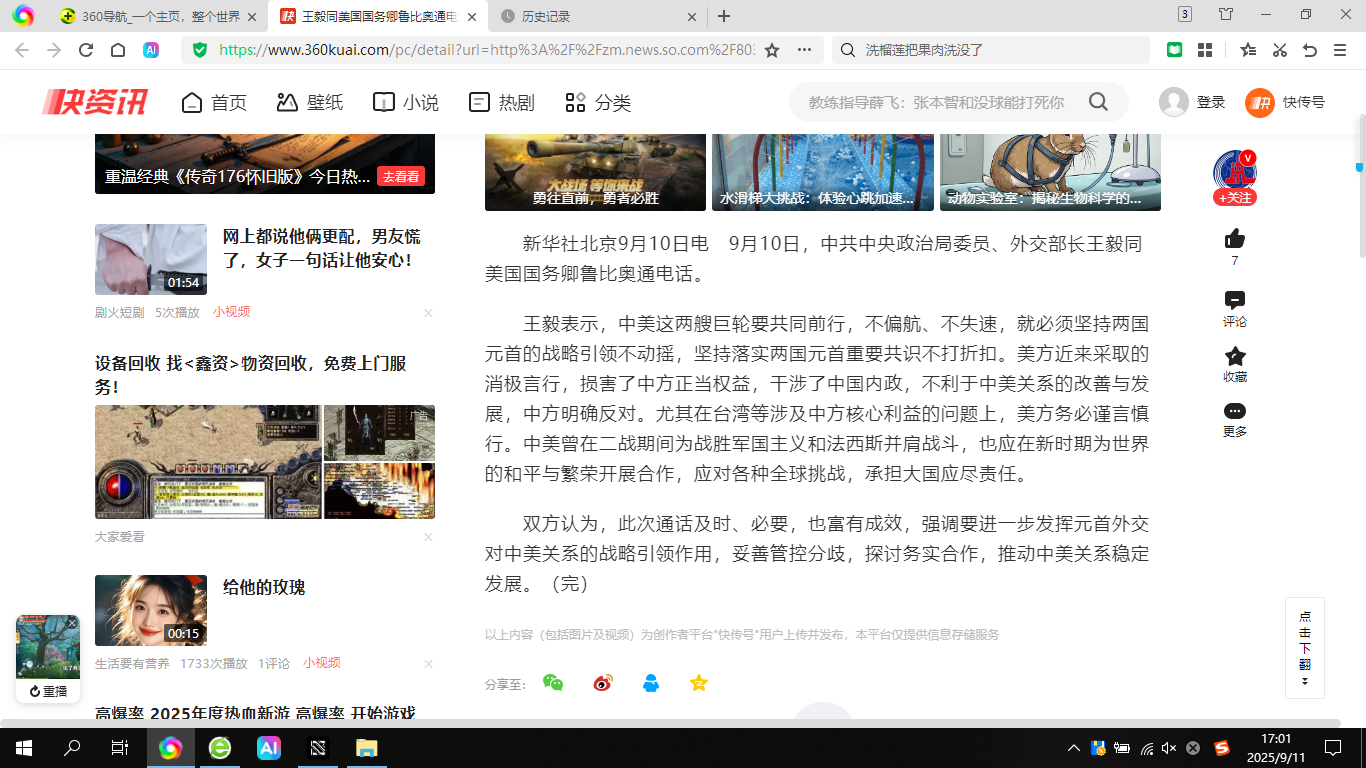 360导航_一个主页，整个世界
王毅同美国国务卿鲁比奥通电
历史记录
3
AI
https://www.360kuai.com/pc/detail?url=http%3A%2F%2Fzm.news.so.com%2F80
洗榴莲把果肉洗没了
快资讯
首页
壁纸
小说
热剧
分类
教练指导薛飞：张本智和没球能打死你
登录
快
快传号
重温经典《传奇176怀旧版》今日热...
去看看
大战场 等你来战
勇往直前，勇者必胜
水滑梯大挑战：体验心跳加速...
动物实验室：揭秘生物科学的...
V
+关注
7
评论
收藏
更多
网上都说他俩更配，男友慌
了，女子一句话让他安心！
01:54
剧火短剧 5次播放 小视频
设备回收 找<鑫资>物资回收，免费上门服
务！
广告
大家爱看
给他的玫瑰
00:15
生活要有营养 1733次播放 1评论 小视频
高爆率 2025年度热血新游 高爆率 开始游戏
重播
新华社北京9月10日电 9月10日，中共中央政治局委员、外交部长王毅同
美国国务卿鲁比奥通电话。
王毅表示，中美这两艘巨轮要共同前行，不偏航、不失速，就必须坚持两国
元首的战略引领不动摇，坚持落实两国元首重要共识不打折扣。美方近来采取的
消极言行，损害了中方正当权益，干涉了中国内政，不利于中美关系的改善与发
展，中方明确反对。尤其在台湾等涉及中方核心利益的问题上，美方务必谨言慎
行。中美曾在二战期间为战胜军国主义和法西斯并肩战斗，也应在新时期为世界
的和平与繁荣开展合作，应对各种全球挑战，承担大国应尽责任。
双方认为，此次通话及时、必要，也富有成效，强调要进一步发挥元首外交
对中美关系的战略引领作用，妥善管控分歧，探讨务实合作，推动中美关系稳定
发展。（完）
以上内容（包括图片及视频）为创作者平台"快传号"用户上传并发布，本平台仅提供信息存储服务
分享至：
点
击
下
翻
AI
17:01
2025/9/11